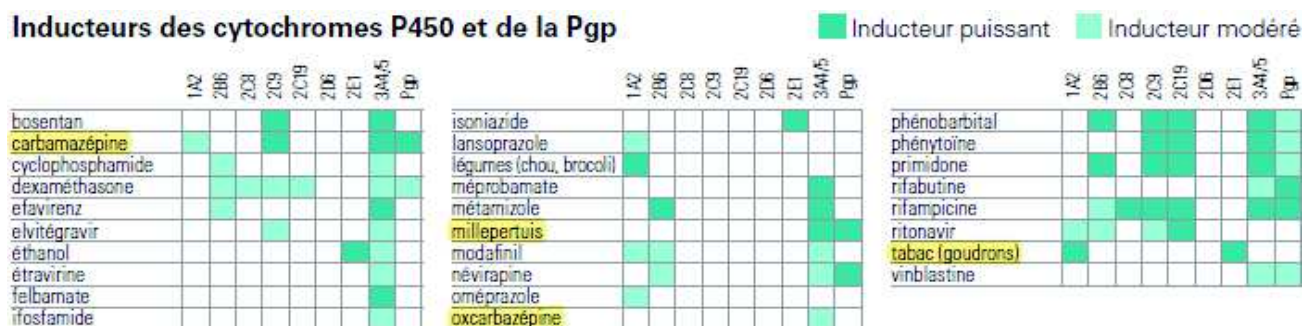 Inducteurs des cytochromes P450 et de la Pgp
Inducteur puissant Inducteur modéré
1A2 2B6 2C8 2C9 2C19 2D6 2E1 3A4/5 Pgp
bosentan
carbamazépine
cyclophosphamide
dexaméthasone
efavirenz
elvitégravir
éthanol
étravirine
felbamate
ifosfamide
1A2 2B6 2C8 2C9 2C19 2D6 2E1 3A4/5 Pgp
isoniazide
lansoprazole
légumes (chou, brocoli)
méprobamate
métamizole
millepertuis
modafinil
névirapine
oméprazole
oxcarbazépine
1A2 2B6 2C8 2C9 2C19 2D6 2E1 3A4/5 Pgp
phénobarbital
phénytoïne
primidone
rifabutine
rifampicine
ritonavir
tabac (goudrons)
vinblastine